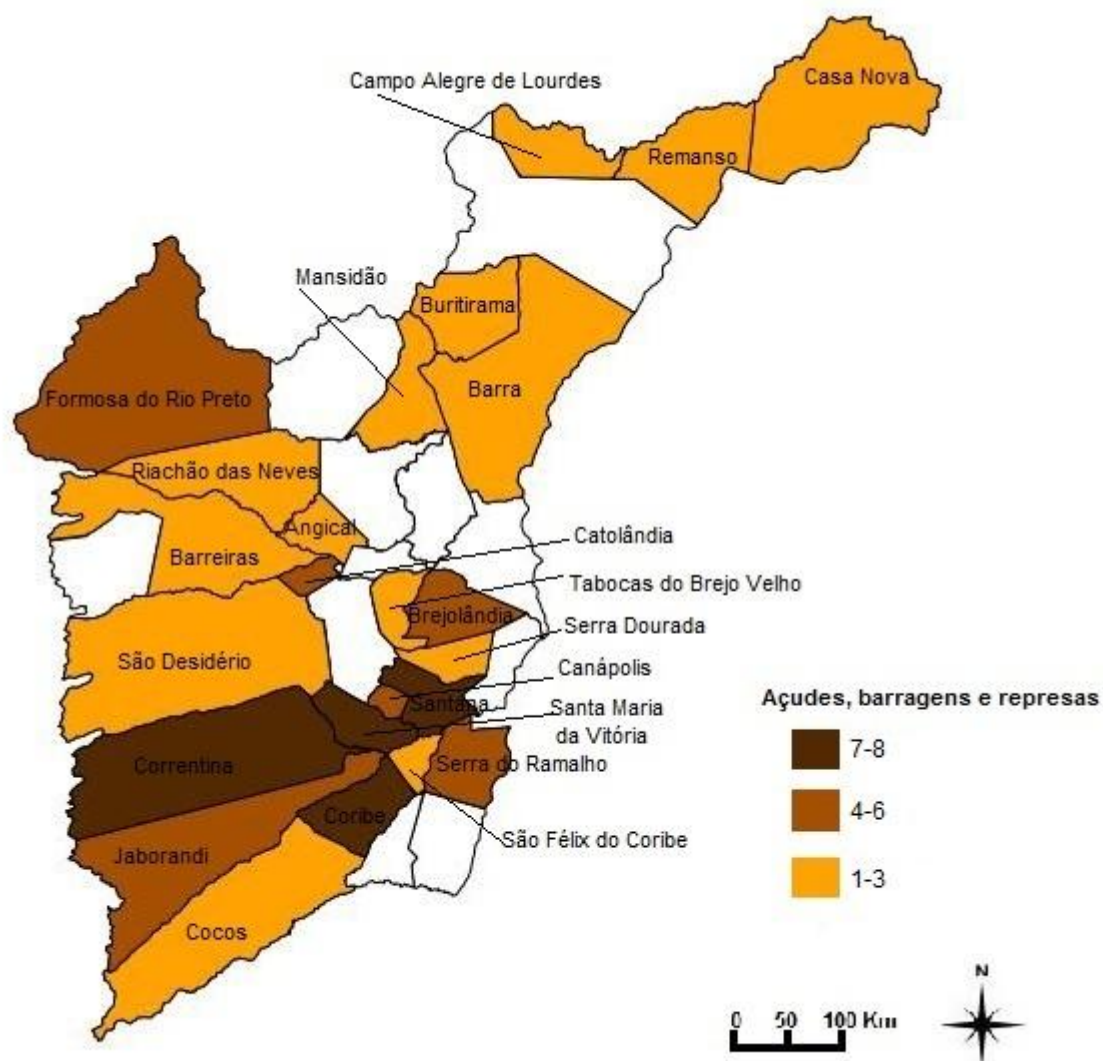 Casa Nova
Campo Alegre de Lourdes
Remanso
Mansidão
Buritirama
Barra
Formosa do Rio Preto
Riachão das Neves
Angical
Catolândia
Barreiras
Tabocas do Brejo Velho
Brejolândia
Serra Dourada
São Desidério
Canápolis
Santana
Santa Maria
da Vitória
Correntina
Serra do Ramalho
Coribe
São Félix do Coribe
Jaborandi
Cocos
Açudes, barragens e represas
7-8
4-6
1-3
N
0 50 100 Km